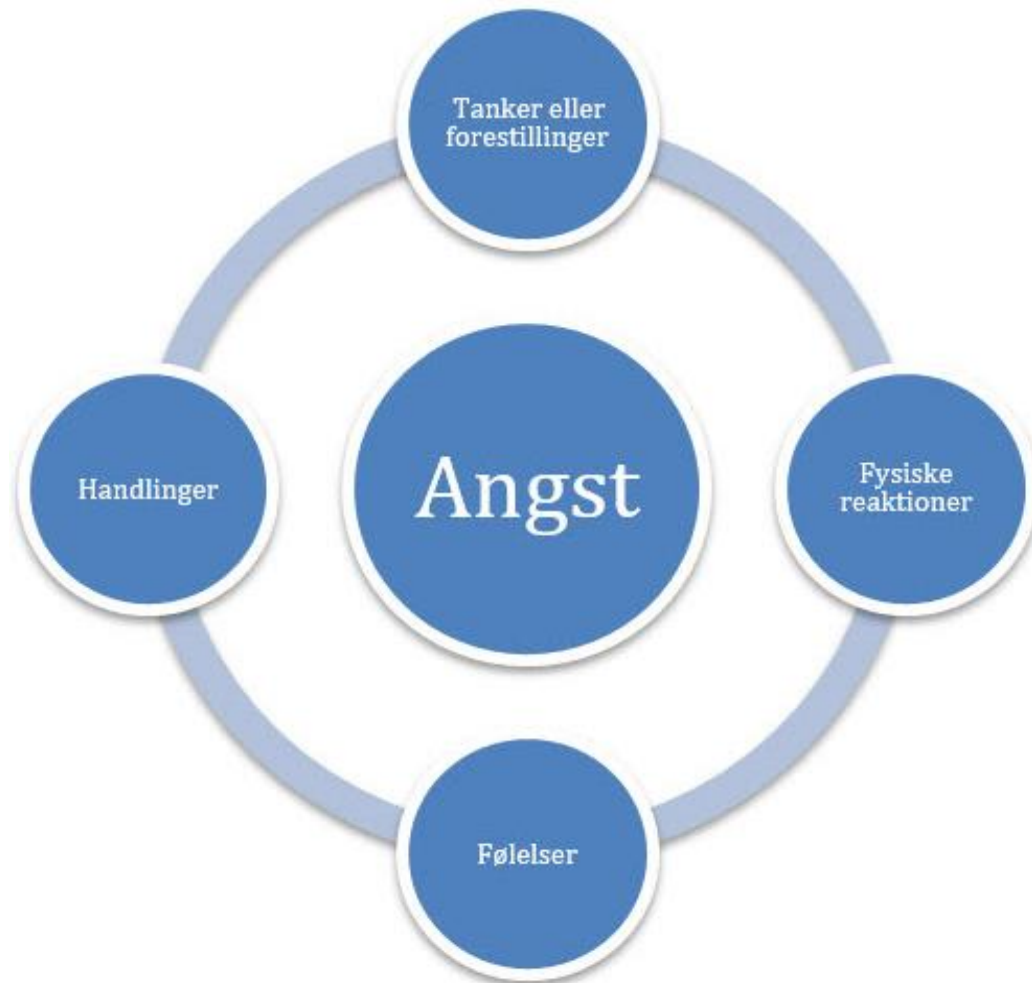 Tanker eller
forestillinger
Handlinger
Angst
Fysiske
reaktioner
Følelser